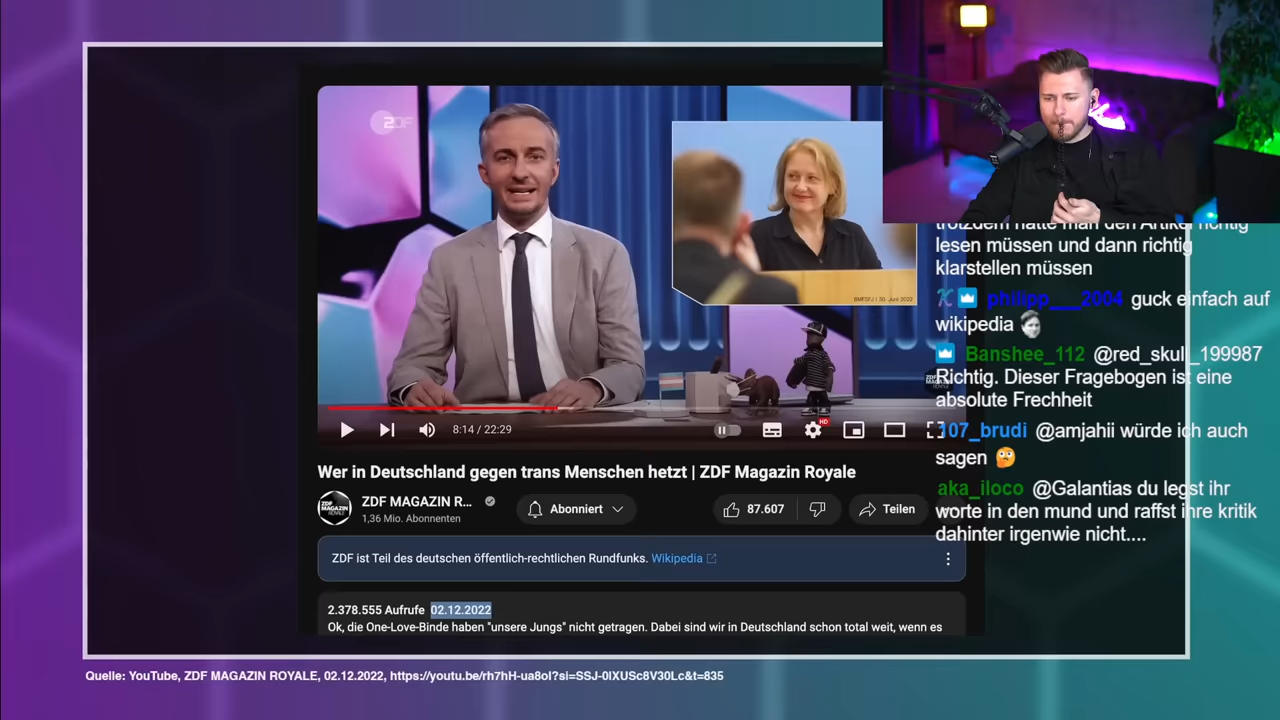 ZDF
BMFSFJ | 30. Juni 2022
8:14 / 22:29
HD
Wer in Deutschland gegen trans Menschen hetzt | ZDF Magazin Royale
ZDF MAGAZIN R...
1,36 Mio. Abonnenten
Abonniert
87.607
Teilen
ZDF ist Teil des deutschen öffentlich-rechtlichen Rundfunks. Wikipedia
2.378.555 Aufrufe 02.12.2022
Ok, die One-Love-Binde haben "unsere Jungs" nicht getragen. Dabei sind wir in Deutschland schon total weit, wenn es
trotzdem hätte man den Artikel richtig
lesen müssen und dann richtig
klarstellen müssen
philipp___2004 guck einfach auf
wikipedia
Banshee_112 @red_skull_199987
Richtig. Dieser Fragebogen ist eine
absolute Frechheit
107_brudi @amjahii würde ich auch
sagen
aka_iloco @Galantias du legst ihr
worte in den mund und raffst ihre kritik
dahinter irgenwie nicht....
Quelle: YouTube, ZDF MAGAZIN ROYALE, 02.12.2022, https://youtu.be/rh7hH-ua8oI?si=SSJ-0lXUSc8V30Lc&t=835